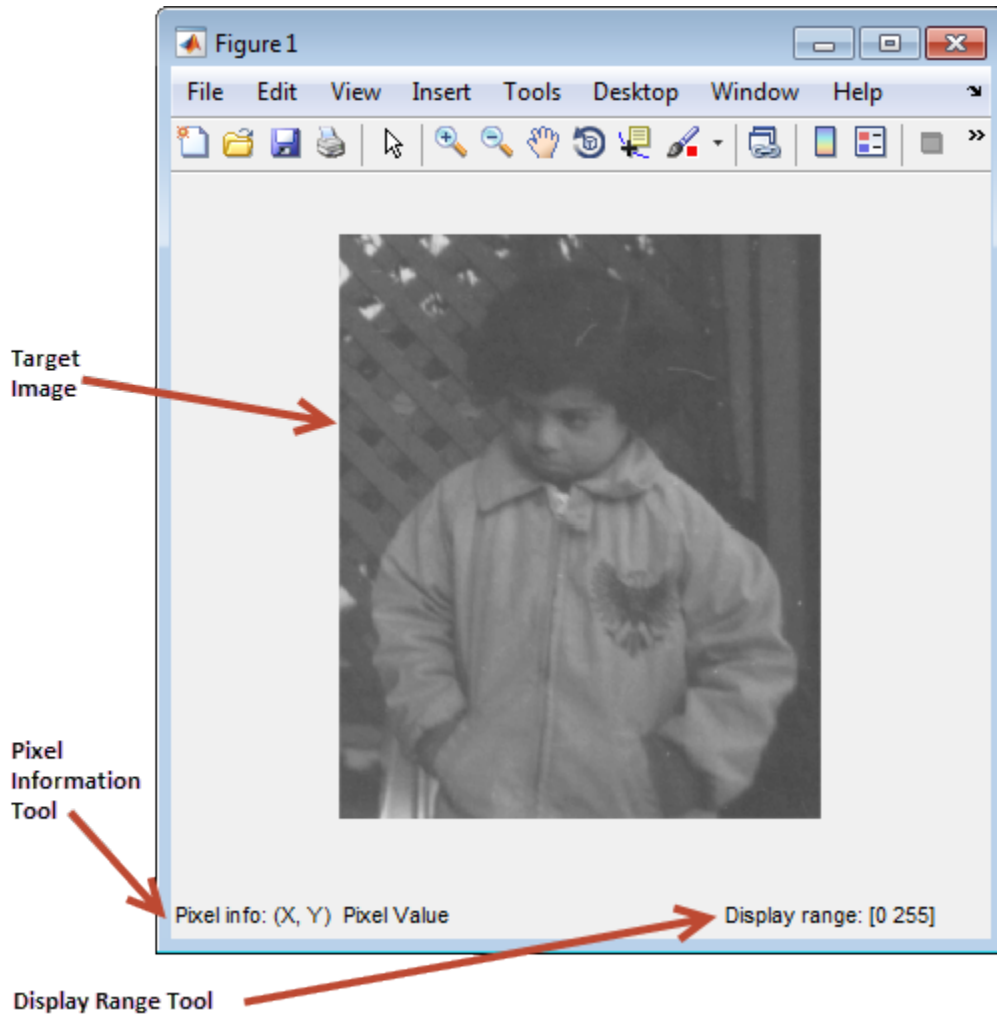 Figure 1
File Edit View Insert Tools Desktop Window Help
Target
Image
Pixel
Information
Tool
Pixel info: (X, Y) Pixel Value
Display range: [0 255]
Display Range Tool